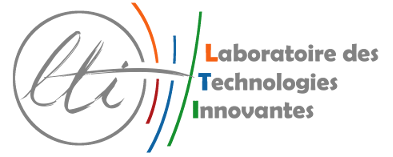 lti
Laboratoire des
Technologies
Innovantes